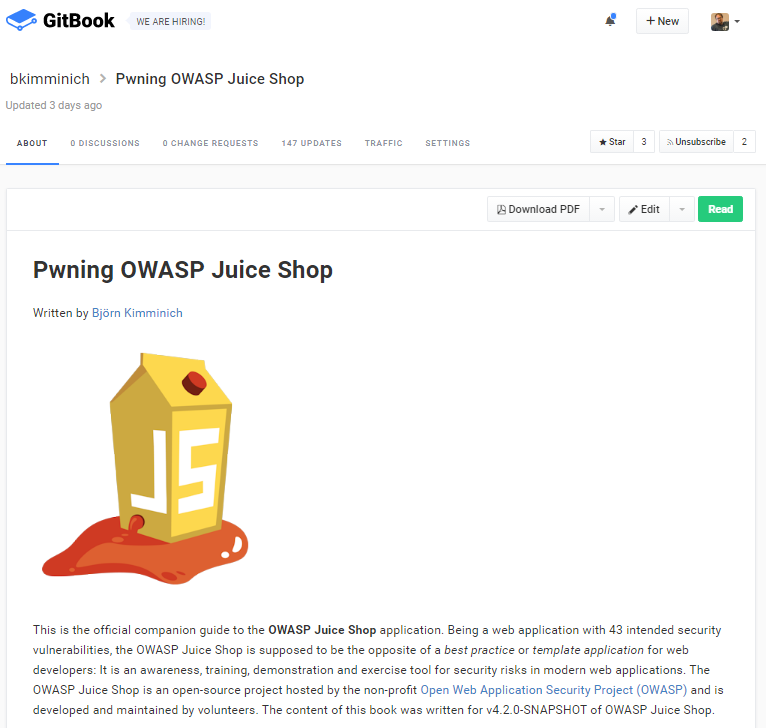 GitBook WE ARE HIRING! + New
bkimminich > Pwning OWASP Juice Shop
Updated 3 days ago
ABOUT 0 DISCUSSIONS 0 CHANGE REQUESTS 147 UPDATES TRAFFIC SETTINGS Star 3 Unsubscribe 2
Download PDF Edit Read
Pwning OWASP Juice Shop
Written by Björn Kimminich
JS
This is the official companion guide to the OWASP Juice Shop application. Being a web application with 43 intended security
vulnerabilities, the OWASP Juice Shop is supposed to be the opposite of a best practice or template application for web
developers: It is an awareness, training, demonstration and exercise tool for security risks in modern web applications. The
OWASP Juice Shop is an open-source project hosted by the non-profit Open Web Application Security Project (OWASP) and is
developed and maintained by volunteers. The content of this book was written for v4.2.0-SNAPSHOT of OWASP Juice Shop.